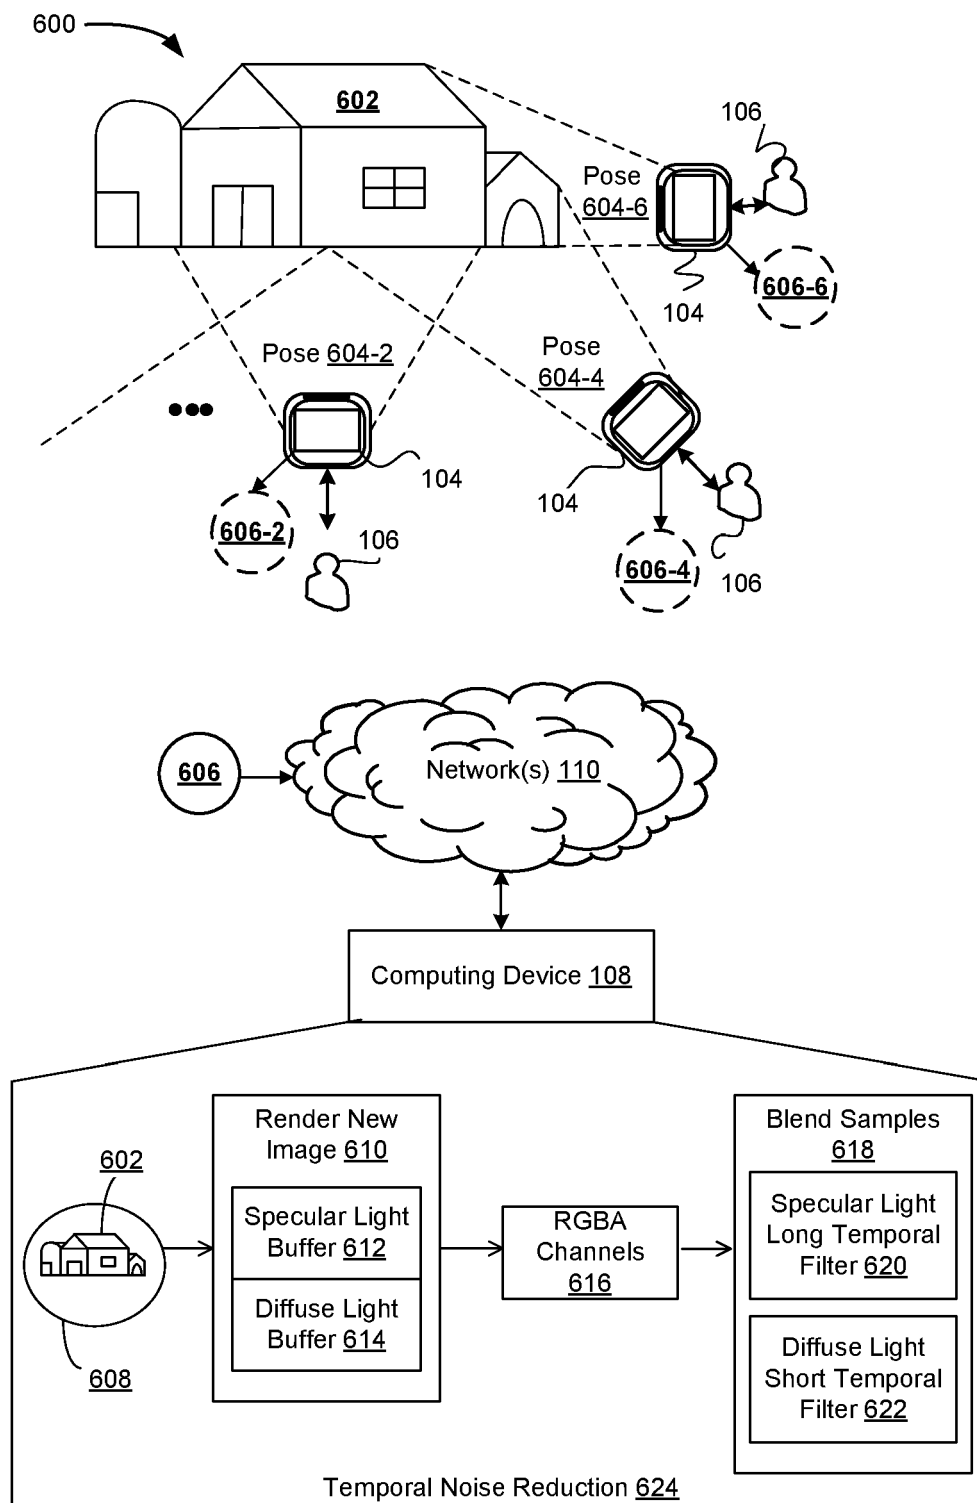 600
602
106
Pose
604-6
104
606-6
Pose 604-2
Pose
604-4
104
104
606-2
106
606-4
106
606
Network(s) 110
Computing Device 108
602
608
Render New
Image 610
Specular Light
Buffer 612
Diffuse Light
Buffer 614
RGBA
Channels
616
Blend Samples
618
Specular Light
Long Temporal
Filter 620
Diffuse Light
Short Temporal
Filter 622
Temporal Noise Reduction 624